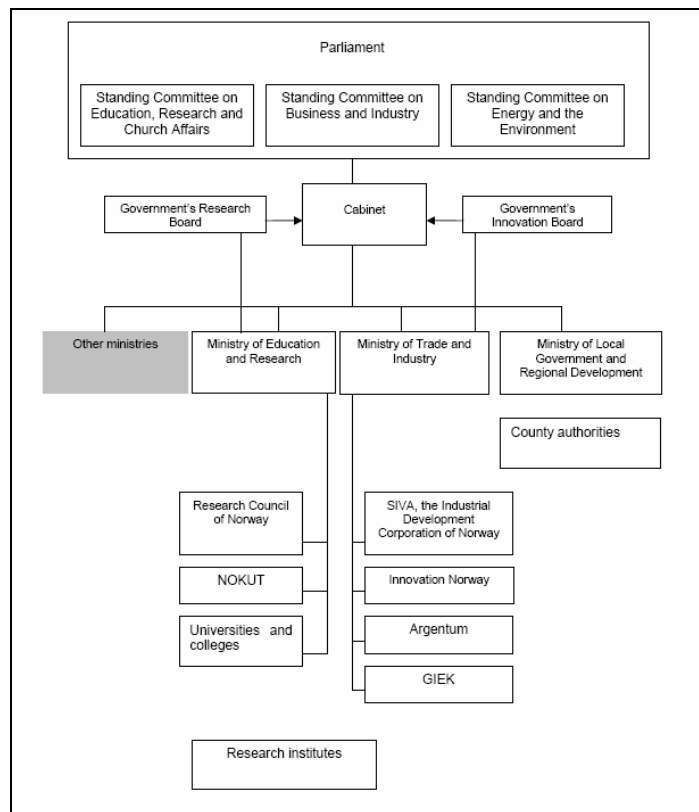 Parliament
Standing Committee on
Education, Research and
Church Affairs
Standing Committee on
Business and Industry
Standing Committee on
Energy and the
Environment
Government's Research
Board
Cabinet
Government's
Innovation Board
Other ministries
Ministry of Education
and Research
Ministry of Trade and
Industry
Ministry of Local
Government and
Regional Development
County authorities
Research Council
of Norway
SIVA, the Industrial
Development
Corporation of Norway
NOKUT
Innovation Norway
Universities and
colleges
Argentum
GIEK
Research institutes